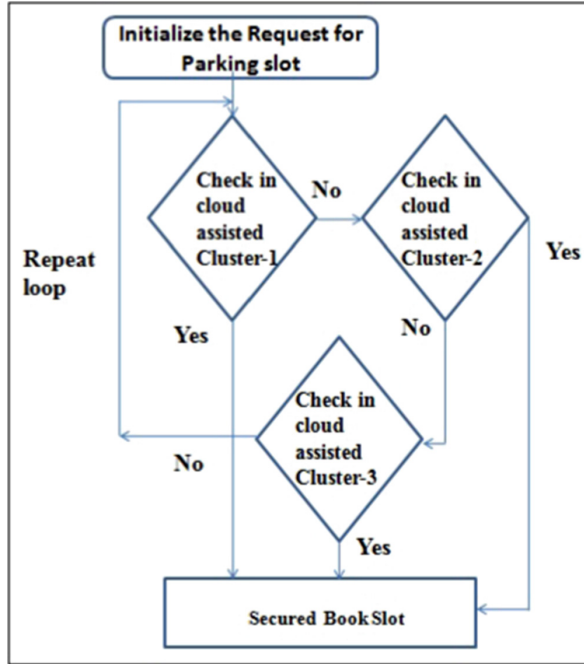 Initialize the Request for
Parking slot
Check in
cloud
assisted
Cluster-1
No
Check in
cloud
assisted
Cluster-2
Yes
Repeat
loop
Yes
No
Check in
cloud
assisted
Cluster-3
No
Yes
Secured Book Slot